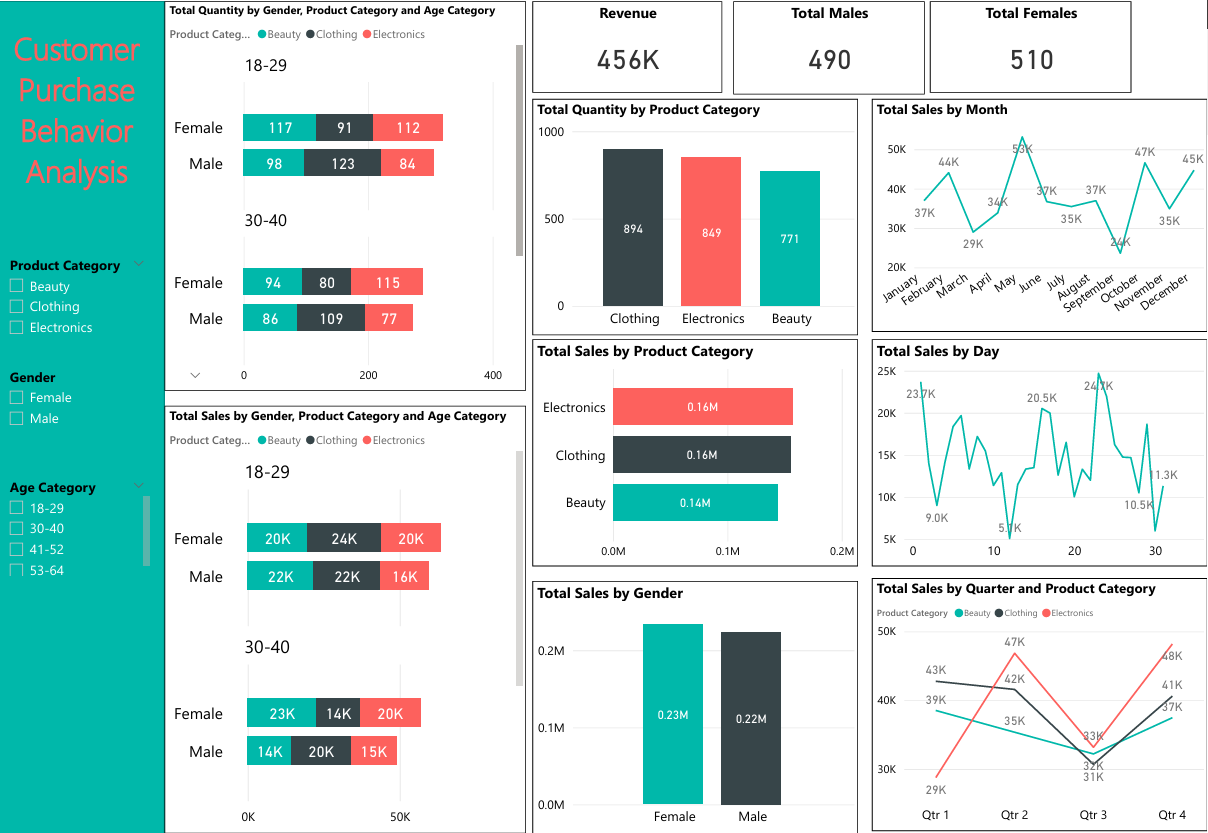 Customer
Purchase
Behavior
Analysis
Product Category
Beauty
Clothing
Electronics
Gender
Female
Male
Age Category
18-29
30-40
41-52
53-64
Total Quantity by Gender, Product Category and Age Category
Product Categ... Beauty Clothing Electronics
18-29
Female 117 91 112
Male 98 123 84
30-40
Female 94 80 115
Male 86 109 77
0 200 400
Total Sales by Gender, Product Category and Age Category
Product Categ... Beauty Clothing Electronics
18-29
Female 20K 24K 20K
Male 22K 22K 16K
30-40
Female 23K 14K 20K
Male 14K 20K 15K
0K 50K
Revenue
456K
Total Males
490
Total Females
510
Total Quantity by Product Category
1000
500
0
894 849 771
Clothing Electronics Beauty
Total Sales by Product Category
Electronics 0.16M
Clothing 0.16M
Beauty 0.14M
0.0M 0.1M 0.2M
Total Sales by Gender
0.2M
0.1M
0.0M
0.23M 0.22M
Female Male
Total Sales by Month
50K
40K
30K
20K
37K 44K 29K 34K 53K 37K 35K 37K 24K 47K 35K 45K
January February March April May June July August September October November December
Total Sales by Day
25K
20K
15K
10K
5K
23.7K 9.0K 5.1K 20.5K 24.7K 10.5K 11.3K
0 10 20 30
Total Sales by Quarter and Product Category
Product Category Beauty Clothing Electronics
50K
40K
30K
43K 39K 29K
47K 42K 35K
33K 32K 31K
48K 41K 37K
Qtr 1 Qtr 2 Qtr 3 Qtr 4